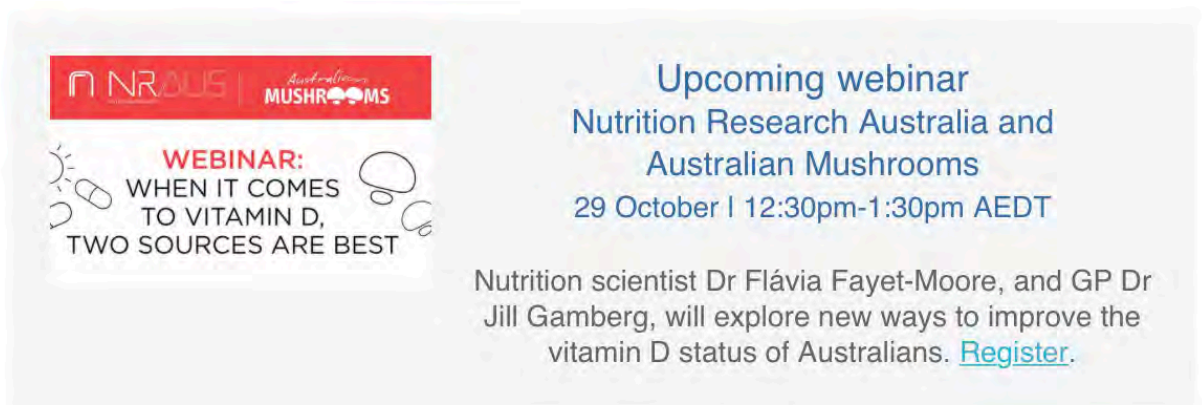 NRAUS
Australian
MUSHROOMS
WEBINAR:
WHEN IT COMES
TO VITAMIN D,
TWO SOURCES ARE BEST
Upcoming webinar
Nutrition Research Australia and
Australian Mushrooms
29 October | 12:30pm-1:30pm AEDT
Nutrition scientist Dr Flávia Fayet-Moore, and GP Dr
Jill Gamberg, will explore new ways to improve the
vitamin D status of Australians. Register.